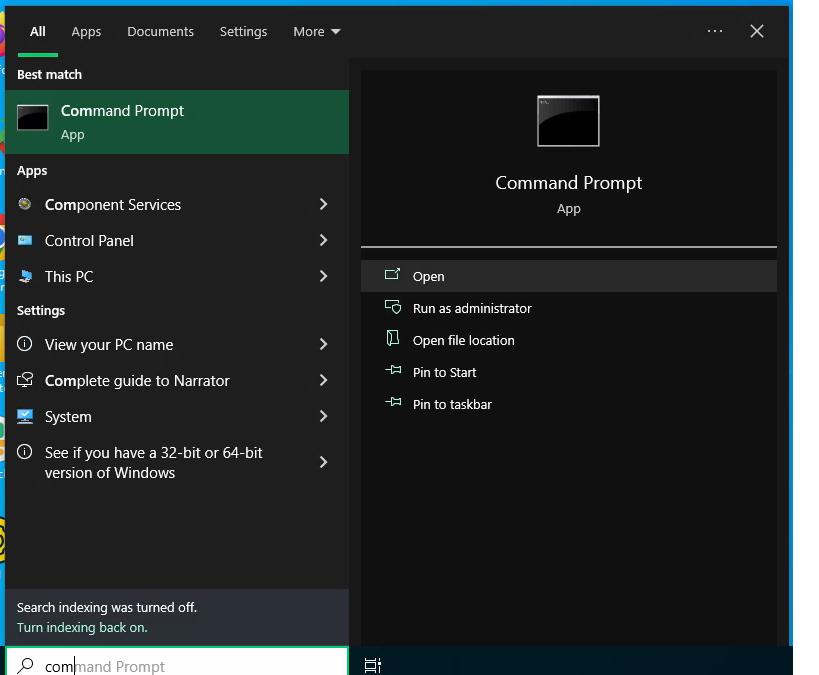 All Apps Documents Settings More
Best match
Command Prompt
App
Apps
Component Services
Control Panel
This PC
Settings
View your PC name
Complete guide to Narrator
System
See if you have a 32-bit or 64-bit
version of Windows
Search indexing was turned off.
Turn indexing back on.
command Prompt
Command Prompt
App
Open
Run as administrator
Open file location
Pin to Start
Pin to taskbar